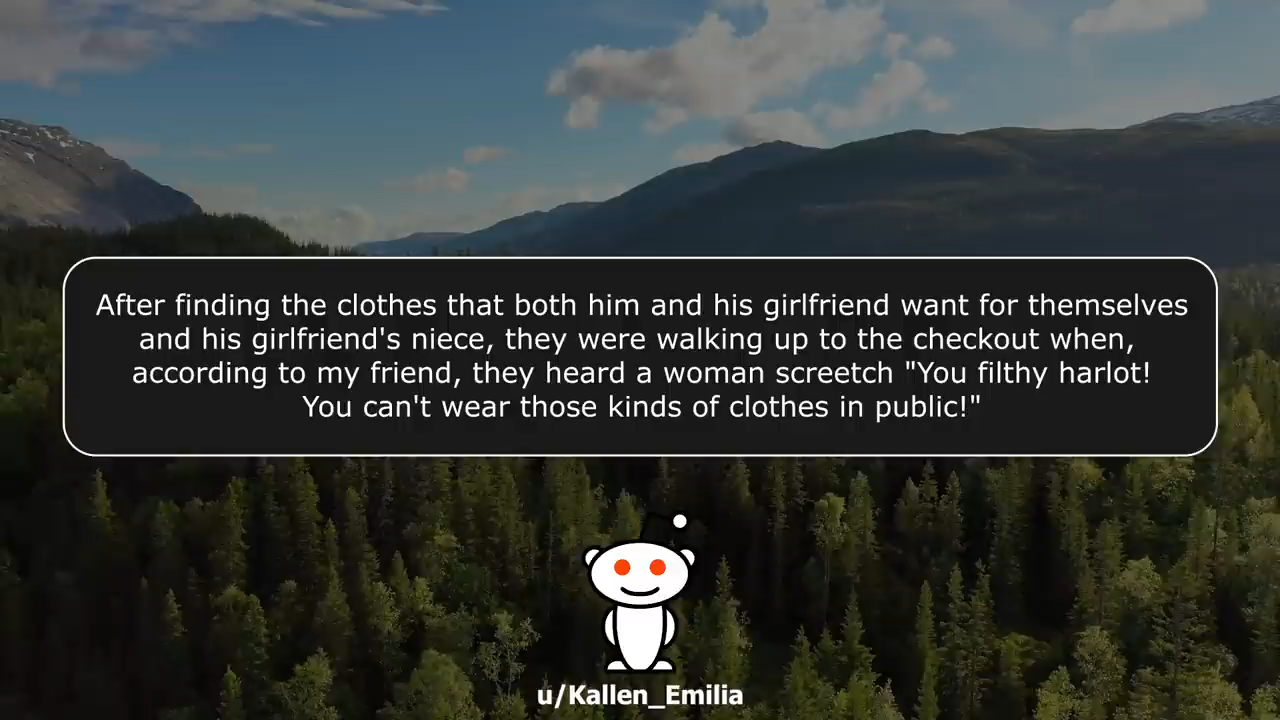 After finding the clothes that both him and his girlfriend want for themselves
and his girlfriend's niece, they were walking up to the checkout when,
according to my friend, they heard a woman screetch "You filthy harlot!
You can't wear those kinds of clothes in public!"
u/Kallen_Emilia